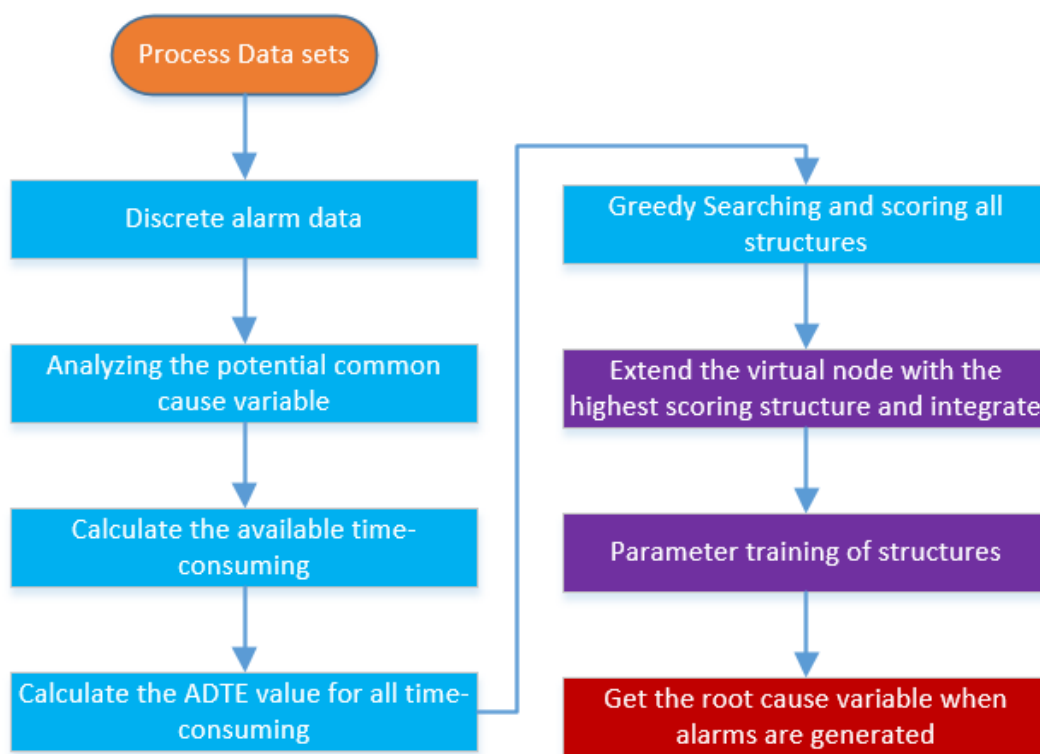 Process Data sets
Discrete alarm data
Analyzing the potential common
cause variable
Calculate the available time-
consuming
Calculate the ADTE value for all time-
consuming
Greedy Searching and scoring all
structures
Extend the virtual node with the
highest scoring structure and integrate
Parameter training of structures
Get the root cause variable when
alarms are generated